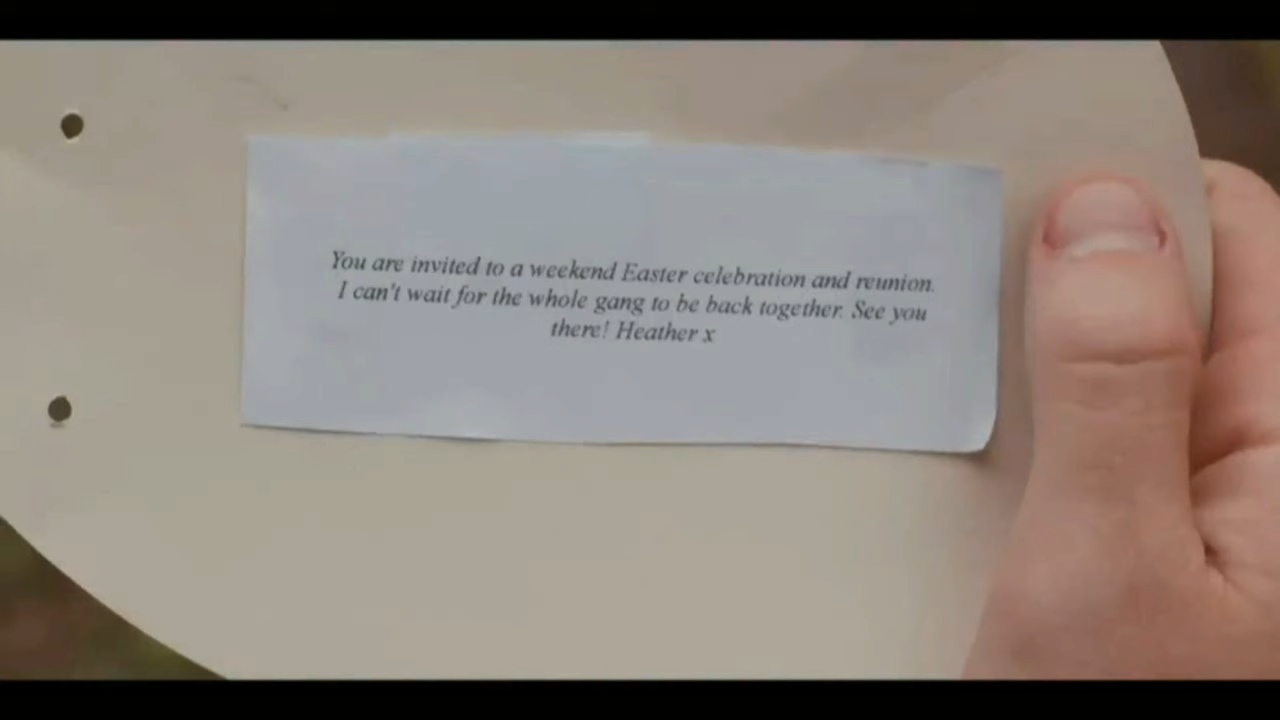 You are invited to a weekend Easter celebration and reunion.
I can't wait for the whole gang to be back together. See you
there! Heather x